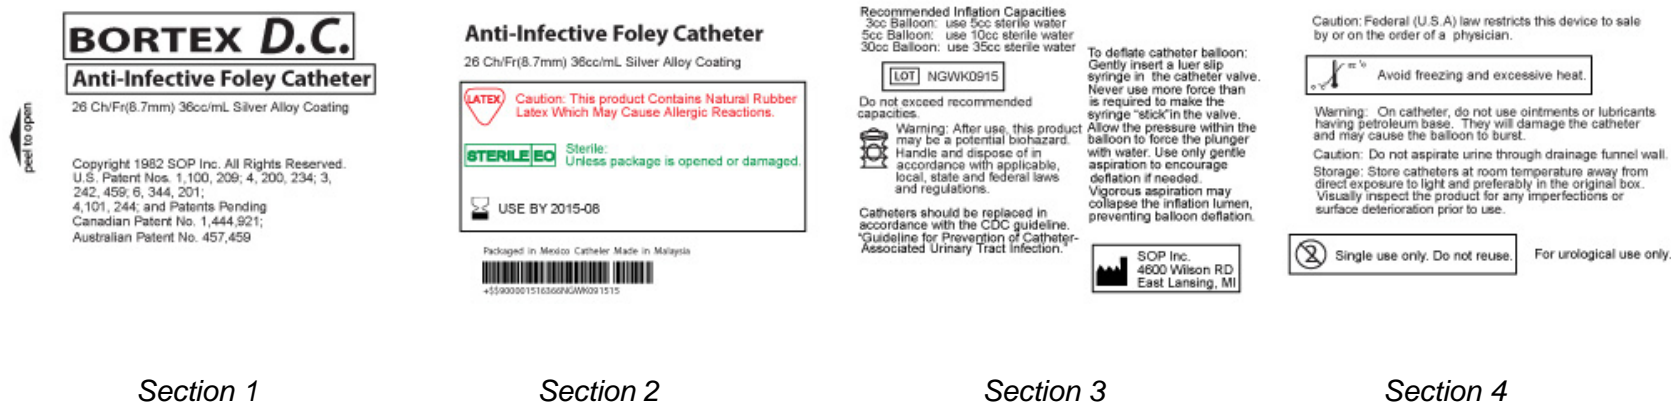 BORTEX D.C.
Anti-Infective Foley Catheter
26 Ch/Fr(8.7mm) 36cc/mL Silver Alloy Coating
peel to open
Copyright 1982 SOP Inc. All Rights Reserved.
U.S. Patent Nos. 1,100, 209; 4, 200, 234; 3,
242, 459; 6, 344, 201;
4,101, 244; and Patents Pending
Canadian Patent No. 1,444,921;
Australian Patent No. 457,459
Section 1
Anti-Infective Foley Catheter
26 Ch/Fr(8.7mm) 36cc/mL Silver Alloy Coating
LATEX
Caution: This product Contains Natural Rubber
Latex Which May Cause Allergic Reactions.
STERILE EO
Sterile:
Unless package is opened or damaged.
USE BY 2015-08
Packaged in Mexico Catheler Made in Malaysia
+$$900001516366NGWK091515
Section 2
Recommended Inflation Capacities
3cc Balloon: use 5cc sterile water
5cc Balloon: use 10cc sterile water
30cc Balloon: use 35cc sterile water
LOT NGWK0915
Do not exceed recommended
capacities.
Warning: After use, this product
may be a potential biohazard.
Handle and dispose of in
accordance with applicable,
local, state and federal laws
and regulations.
Catheters should be replaced in
accordance with the CDC guideline.
"Guideline for Prevention of Catheter-
Associated Urinary Tract Infection."
To deflate catheter balloon:
Gently insert a luer slip
syringe in the catheter valve.
Never use more force than
is required to make the
syringe "stick"in the valve.
Allow the pressure within the
balloon to force the plunger
with water. Use only gentle
aspiration to encourage
deflation if needed.
Vigorous aspiration may
collapse the inflation lumen,
preventing balloon deflation.
SOP Inc.
4600 Wilson RD
East Lansing, MI
Section 3
Caution: Federal (U.S.A) law restricts this device to sale
by or on the order of a physician.
Avoid freezing and excessive heat.
Warning: On catheter, do not use ointments or lubricants
having petroleum base. They will damage the catheter
and may cause the balloon to burst.
Caution: Do not aspirate urine through drainage funnel wall.
Storage: Store catheters at room temperature away from
direct exposure to light and preferably in the original box.
Visually inspect the product for any imperfections or
surface deterioration prior to use.
2
Single use only. Do not reuse.
For urological use only.
Section 4